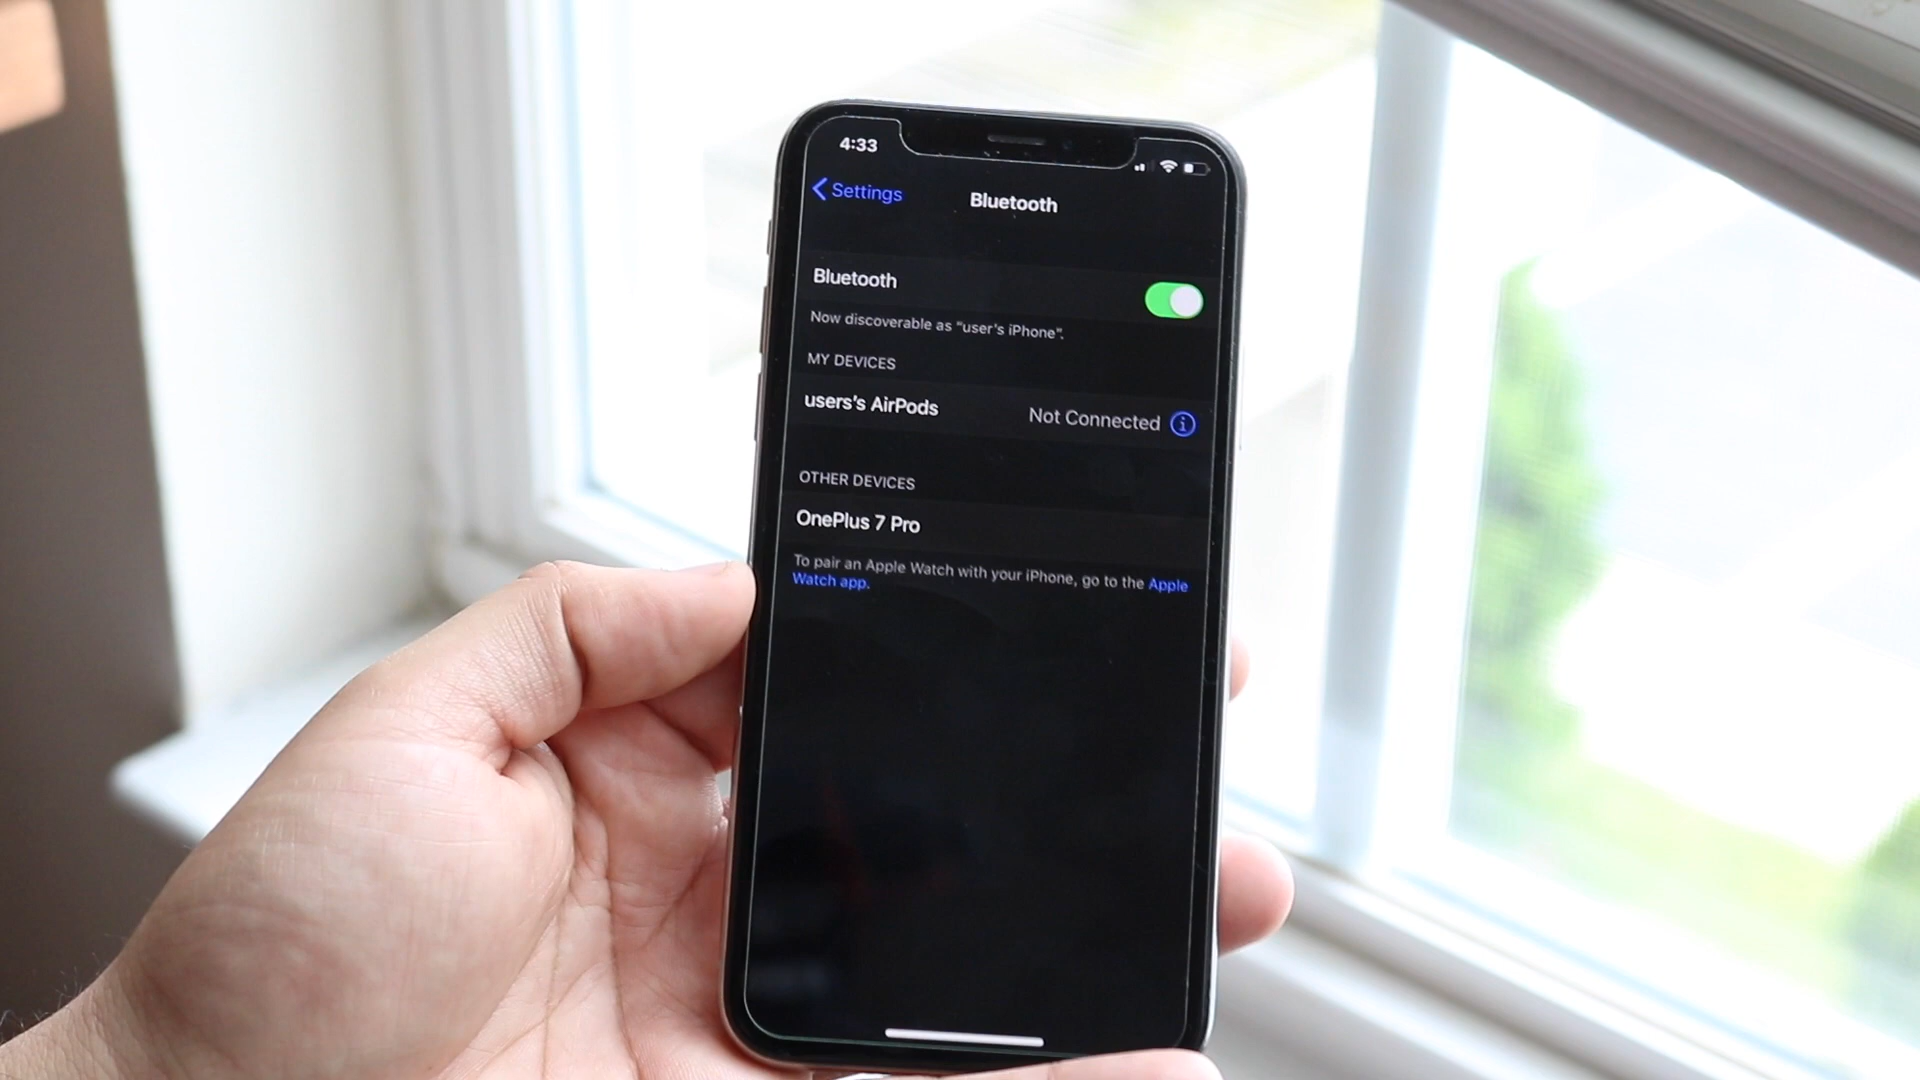 4:33
Settings
Bluetooth
Bluetooth
Now discoverable as "user's iPhone".
MY DEVICES
users's AirPods Not Connected
OTHER DEVICES
OnePlus 7 Pro
To pair an Apple Watch with your iPhone, go to the Apple
Watch app.